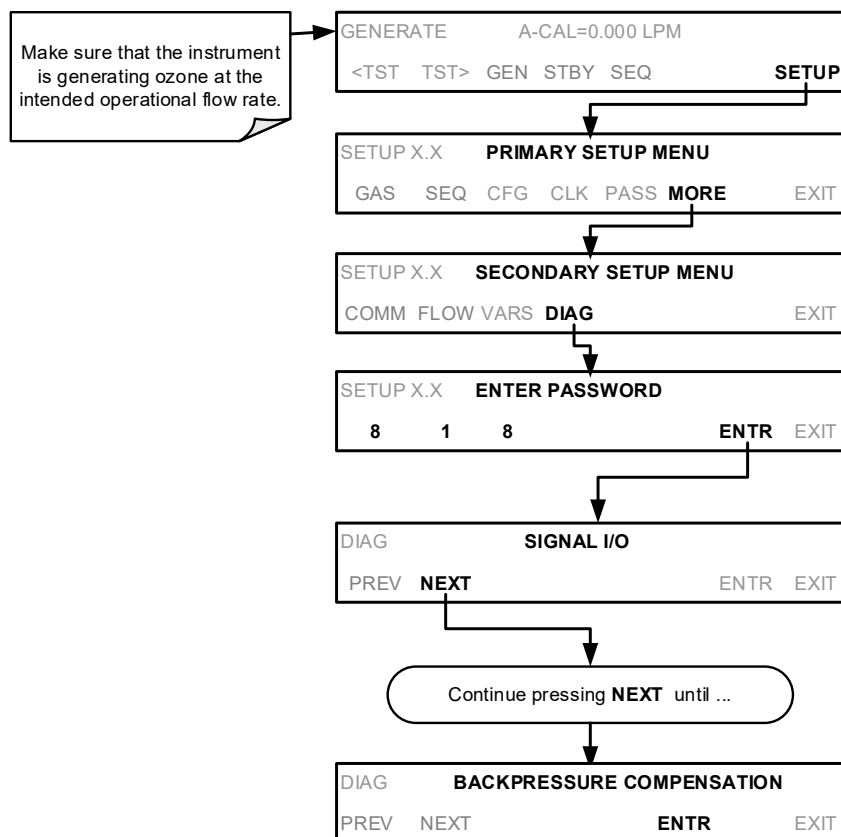 Make sure that the instrument
is generating ozone at the
intended operational flow rate.
GENERATE A-CAL=0.000 LPM
<TST TST> GEN STBY SEQ SETUP
SETUP X.X PRIMARY SETUP MENU
GAS SEQ CFG CLK PASS MORE EXIT
SETUP X.X SECONDARY SETUP MENU
COMM FLOW VARS DIAG EXIT
SETUP X.X ENTER PASSWORD
8 1 8 ENTR EXIT
DIAG SIGNAL I/O
PREV NEXT ENTR EXIT
Continue pressing NEXT until ...
DIAG BACKPRESSURE COMPENSATION
PREV NEXT ENTR EXIT